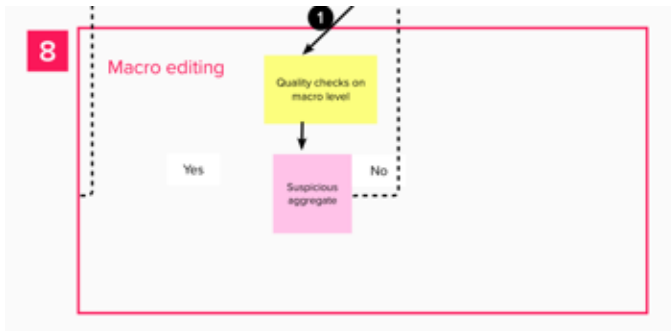 1
8
Macro editing
Quality checks on
macro level
Yes
No
Suspicious
aggregate